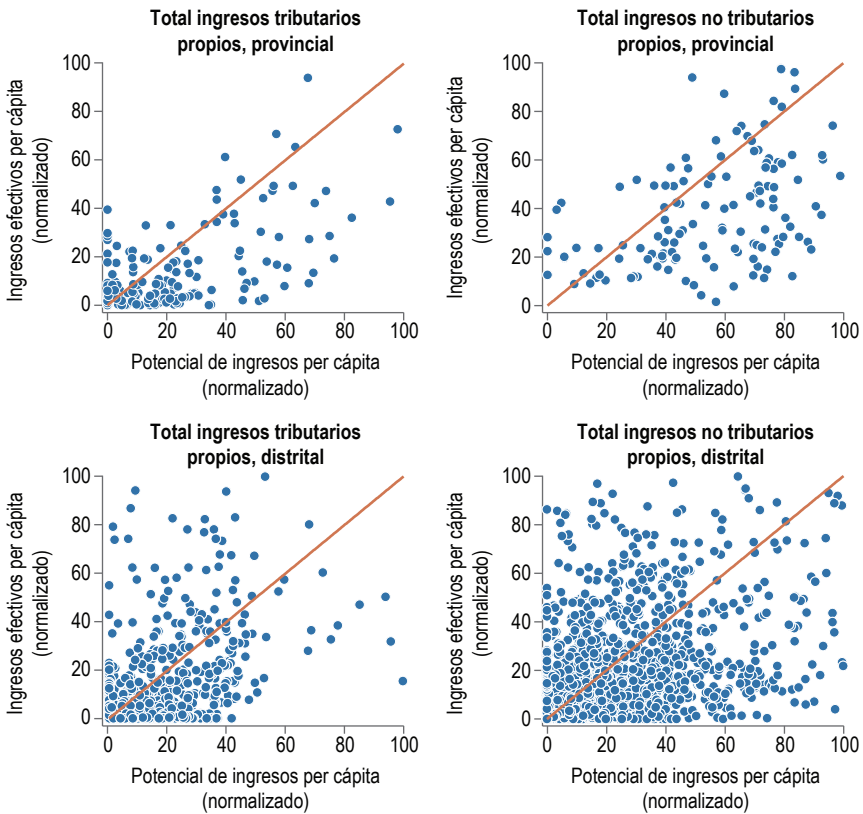 Total ingresos tributarios
propios, provincial
100
80
60
40
20
0
Ingresos efectivos per cápita
(normalizado)
0 20 40 60 80 100
Potencial de ingresos per cápita
(normalizado)
Total ingresos no tributarios
propios, provincial
100
80
60
40
20
0
Ingresos efectivos per cápita
(normalizado)
0 20 40 60 80 100
Potencial de ingresos per cápita
(normalizado)
Total ingresos tributarios
propios, distrital
100
80
60
40
20
0
Ingresos efectivos per cápita
(normalizado)
0 20 40 60 80 100
Potencial de ingresos per cápita
(normalizado)
Total ingresos no tributarios
propios, distrital
100
80
60
40
20
0
Ingresos efectivos per cápita
(normalizado)
0 20 40 60 80 100
Potencial de ingresos per cápita
(normalizado)